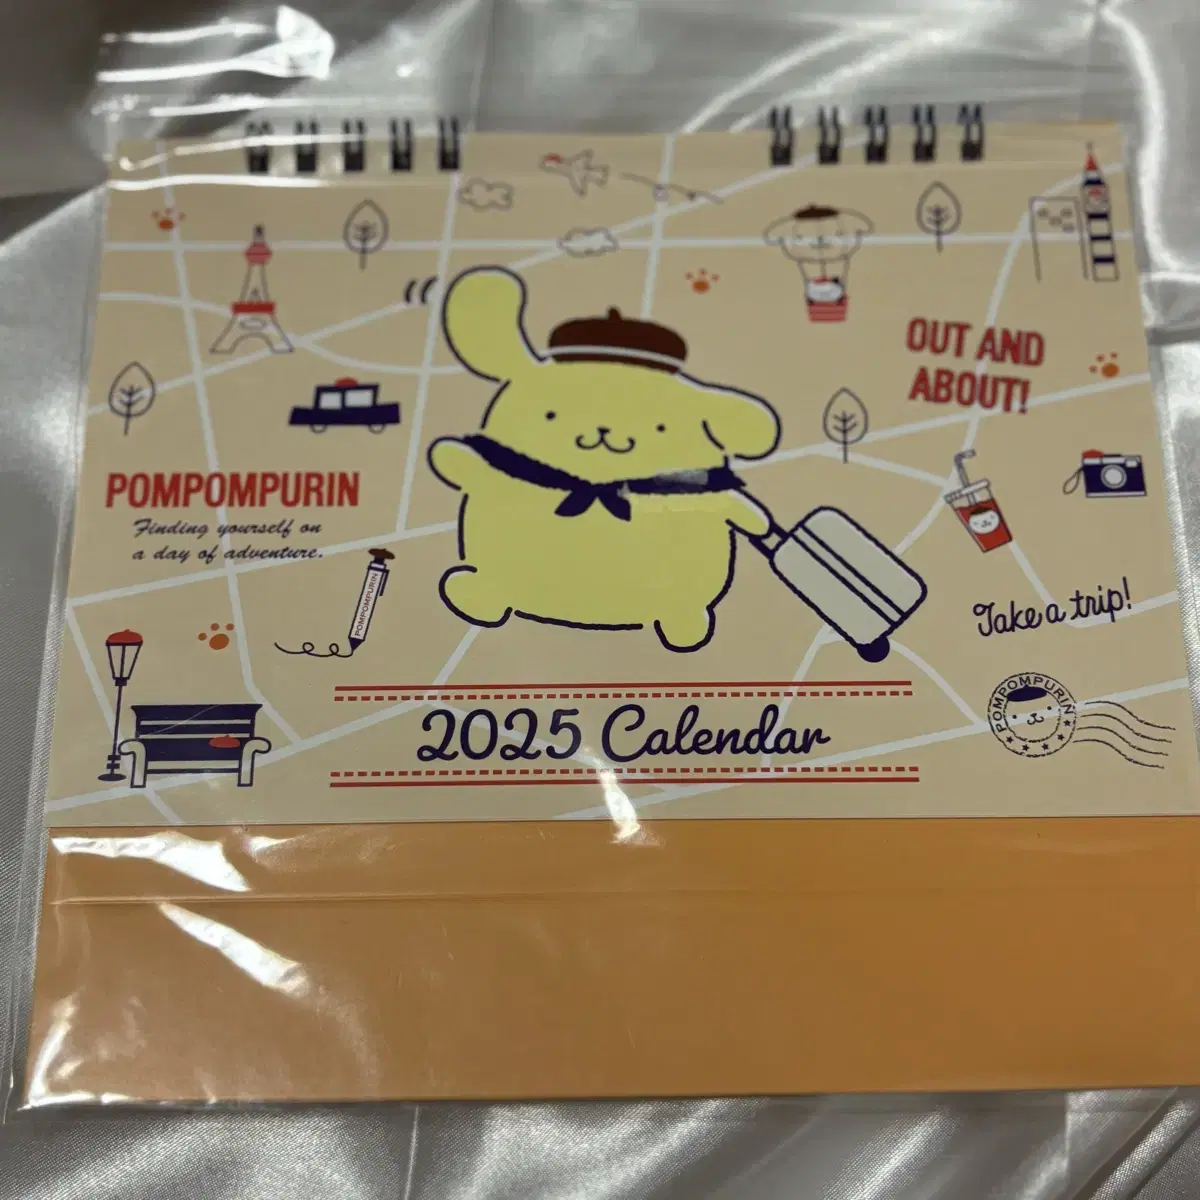 OUT AND
ABOUT!
POMPOMPURIN
Finding yourself on
a day of adventure.
POMPOMPURIN
Take a trip!
POMPOMPURIN
2025 Calendar